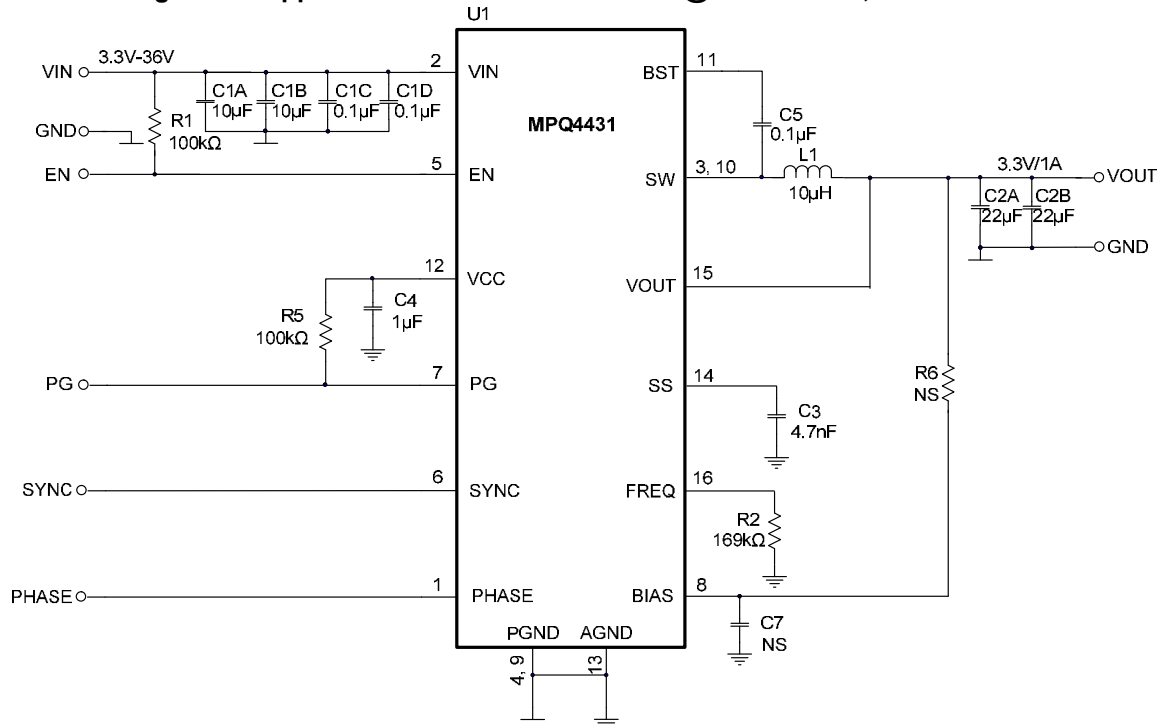 U1
VIN
3.3V-36V
2
VIN
C1A
10µF
C1B
10µF
C1C
0.1µF
C1D
0.1µF
GND
R1
100kΩ
EN
5
EN
MPQ4431
BST
11
C5
0.1µF
SW
3, 10
L1
10µH
3.3V/1A
VOUT
C2A
22µF
C2B
22µF
GND
12
VCC
C4
1µF
R5
100kΩ
VOUT
15
PG
7
PG
SS
14
C3
4.7nF
R6
NS
SYNC
6
SYNC
FREQ
16
R2
169kΩ
PHASE
1
PHASE
BIAS
8
C7
NS
PGND
AGND
4, 9
13